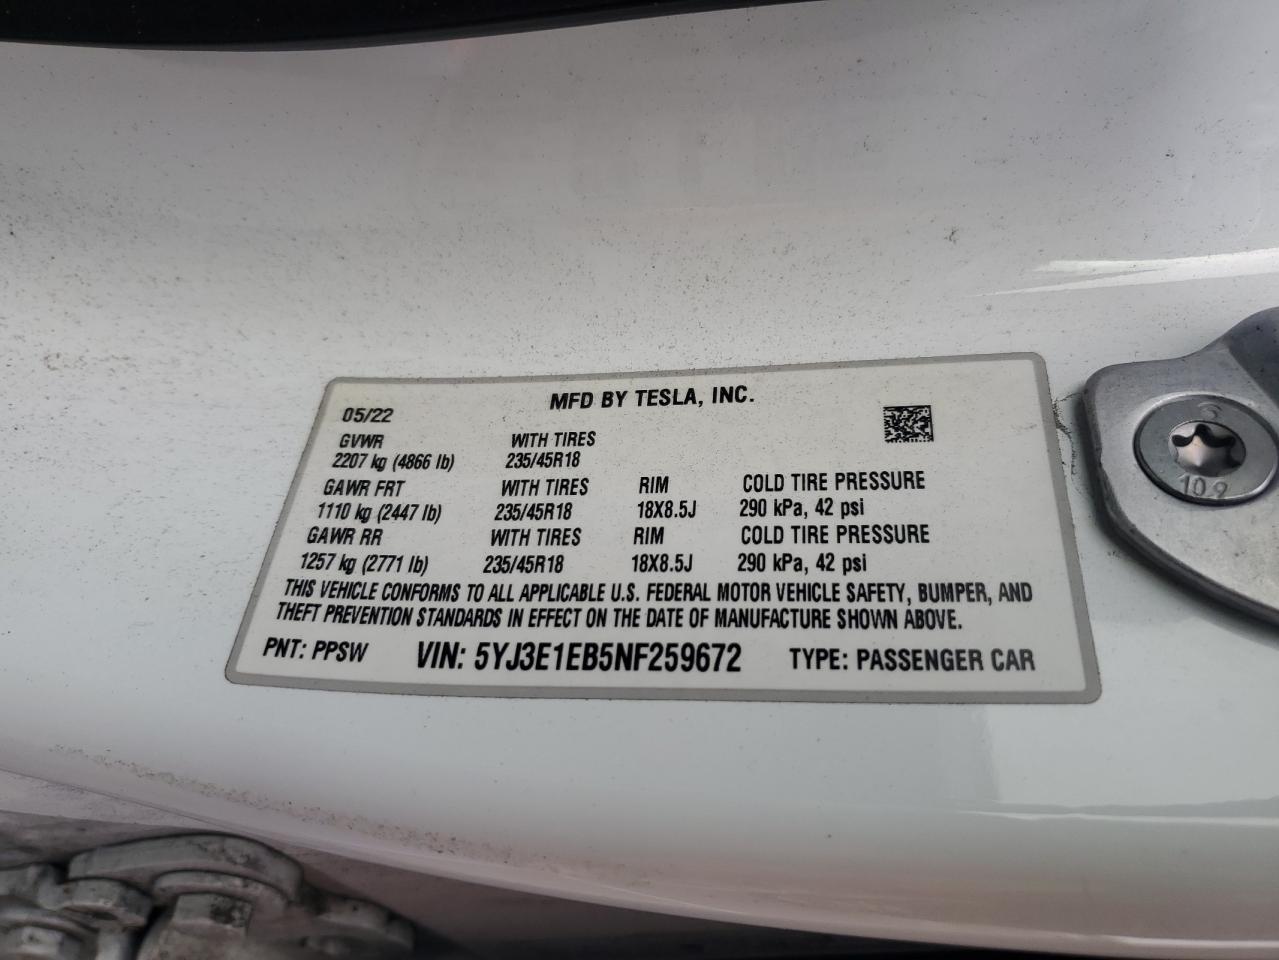 MFD BY TESLA, INC.
05/22
GVWR WITH TIRES
2207 kg (4866 lb) 235/45R18
GAWR FRT WITH TIRES RIM COLD TIRE PRESSURE
1110 kg (2447 lb) 235/45R18 18X8.5J 290 kPa, 42 psi
GAWR RR WITH TIRES RIM COLD TIRE PRESSURE
1257 kg (2771 lb) 235/45R18 18X8.5J 290 kPa, 42 psi
THIS VEHICLE CONFORMS TO ALL APPLICABLE U.S. FEDERAL MOTOR VEHICLE SAFETY, BUMPER, AND
THEFT PREVENTION STANDARDS IN EFFECT ON THE DATE OF MANUFACTURE SHOWN ABOVE.
PNT: PPSW VIN: 5YJ3E1EB5NF259672 TYPE: PASSENGER CAR
10.9